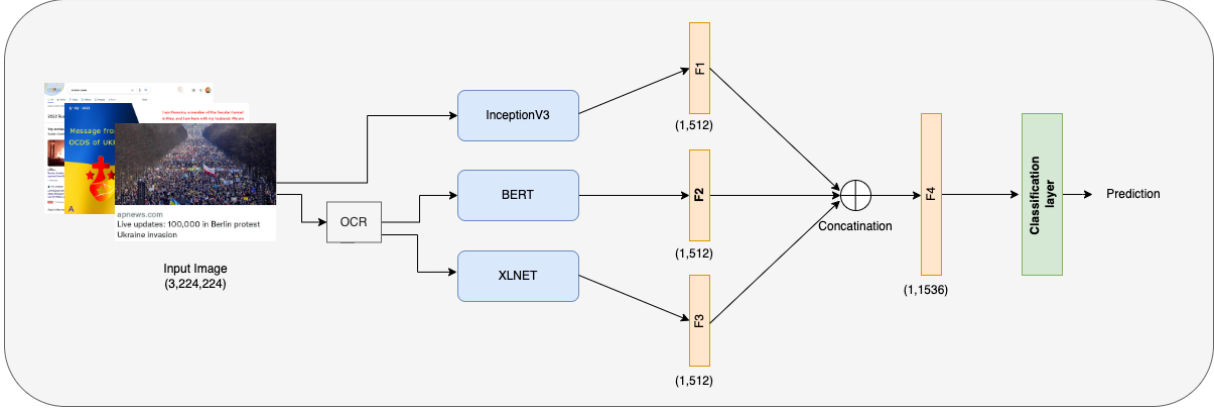 Message from
OCDS of UKR
apnews.com
Live updates: 100,000 in Berlin protest
Ukraine invasion
Input Image
(3,224,224)
OCR
InceptionV3
BERT
XLNET
F1
(1,512)
F2
(1,512)
F3
(1,512)
Concatination
F4
(1,1536)
Classification
layer
Prediction